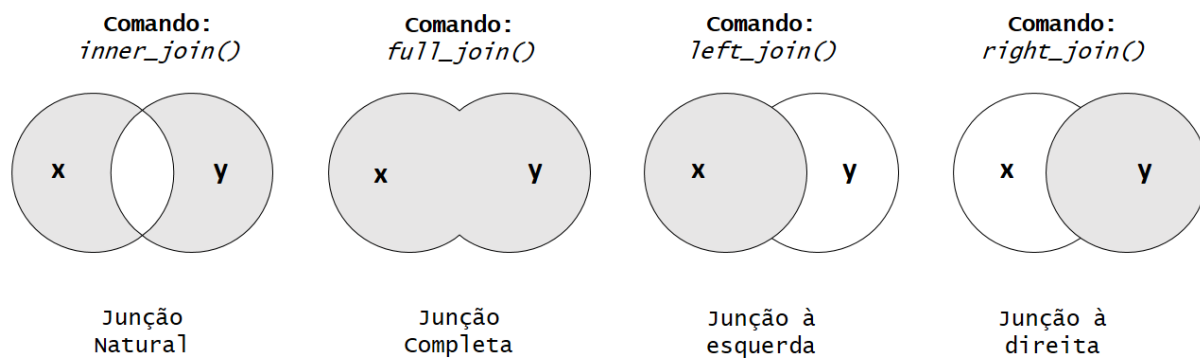 Comando:
inner_join()
Comando:
full_join()
Comando:
left_join()
Comando:
right_join()
x
y
x
y
x
y
x
y
Junção
Natural
Junção
Completa
Junção à
esquerda
Junção à
direita